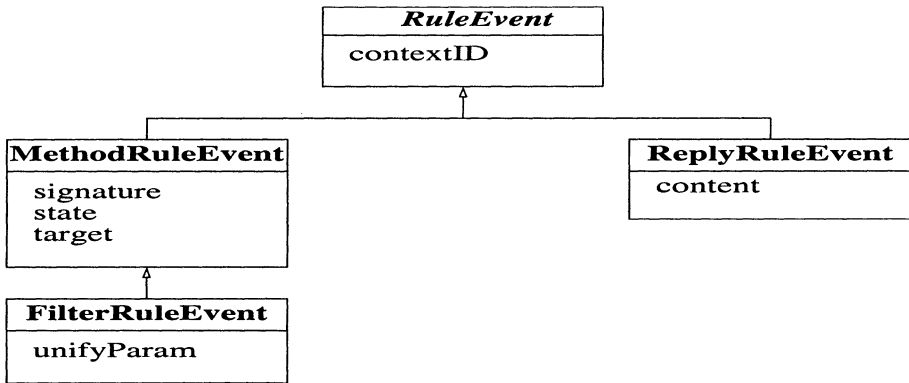 RuleEvent
contextID
MethodRuleEvent
signature
state
target
ReplyRuleEvent
content
FilterRuleEvent
unifyParam